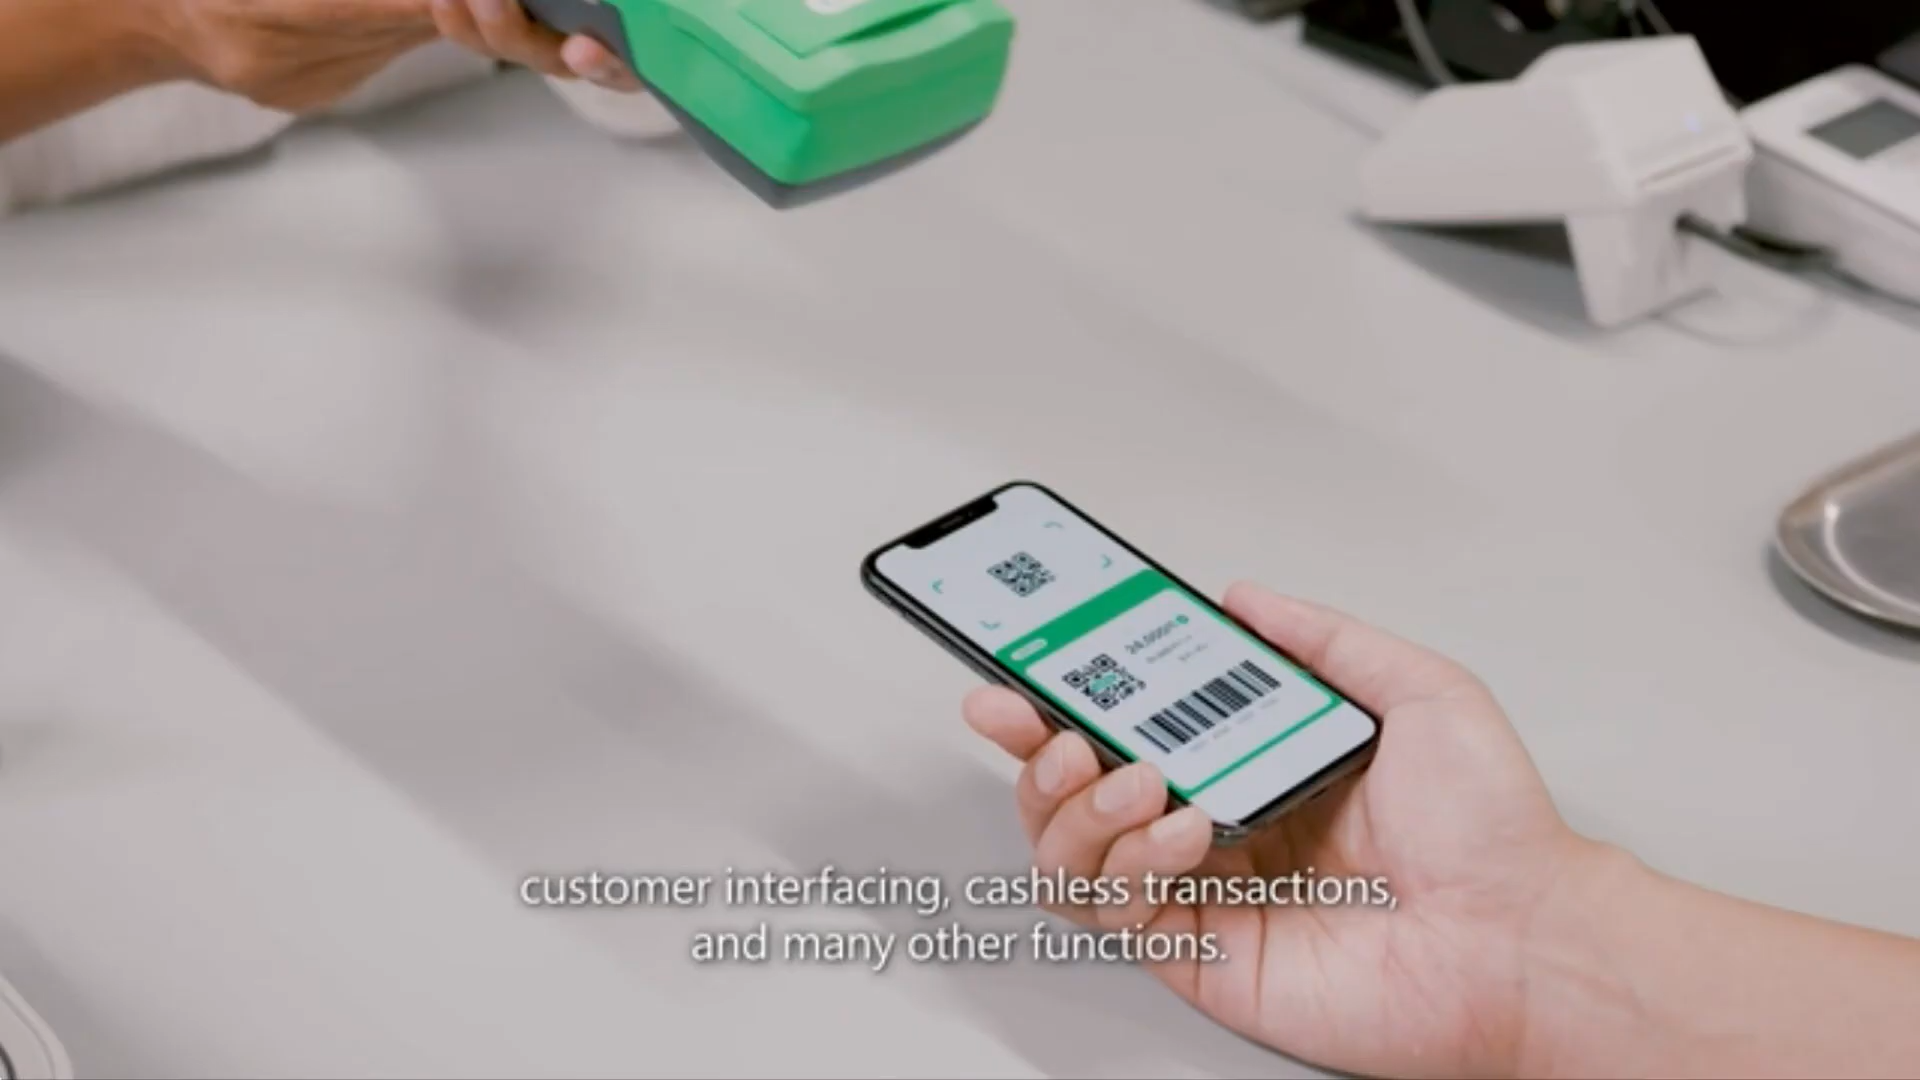 customer interfacing, cashless transactions,
and many other functions.